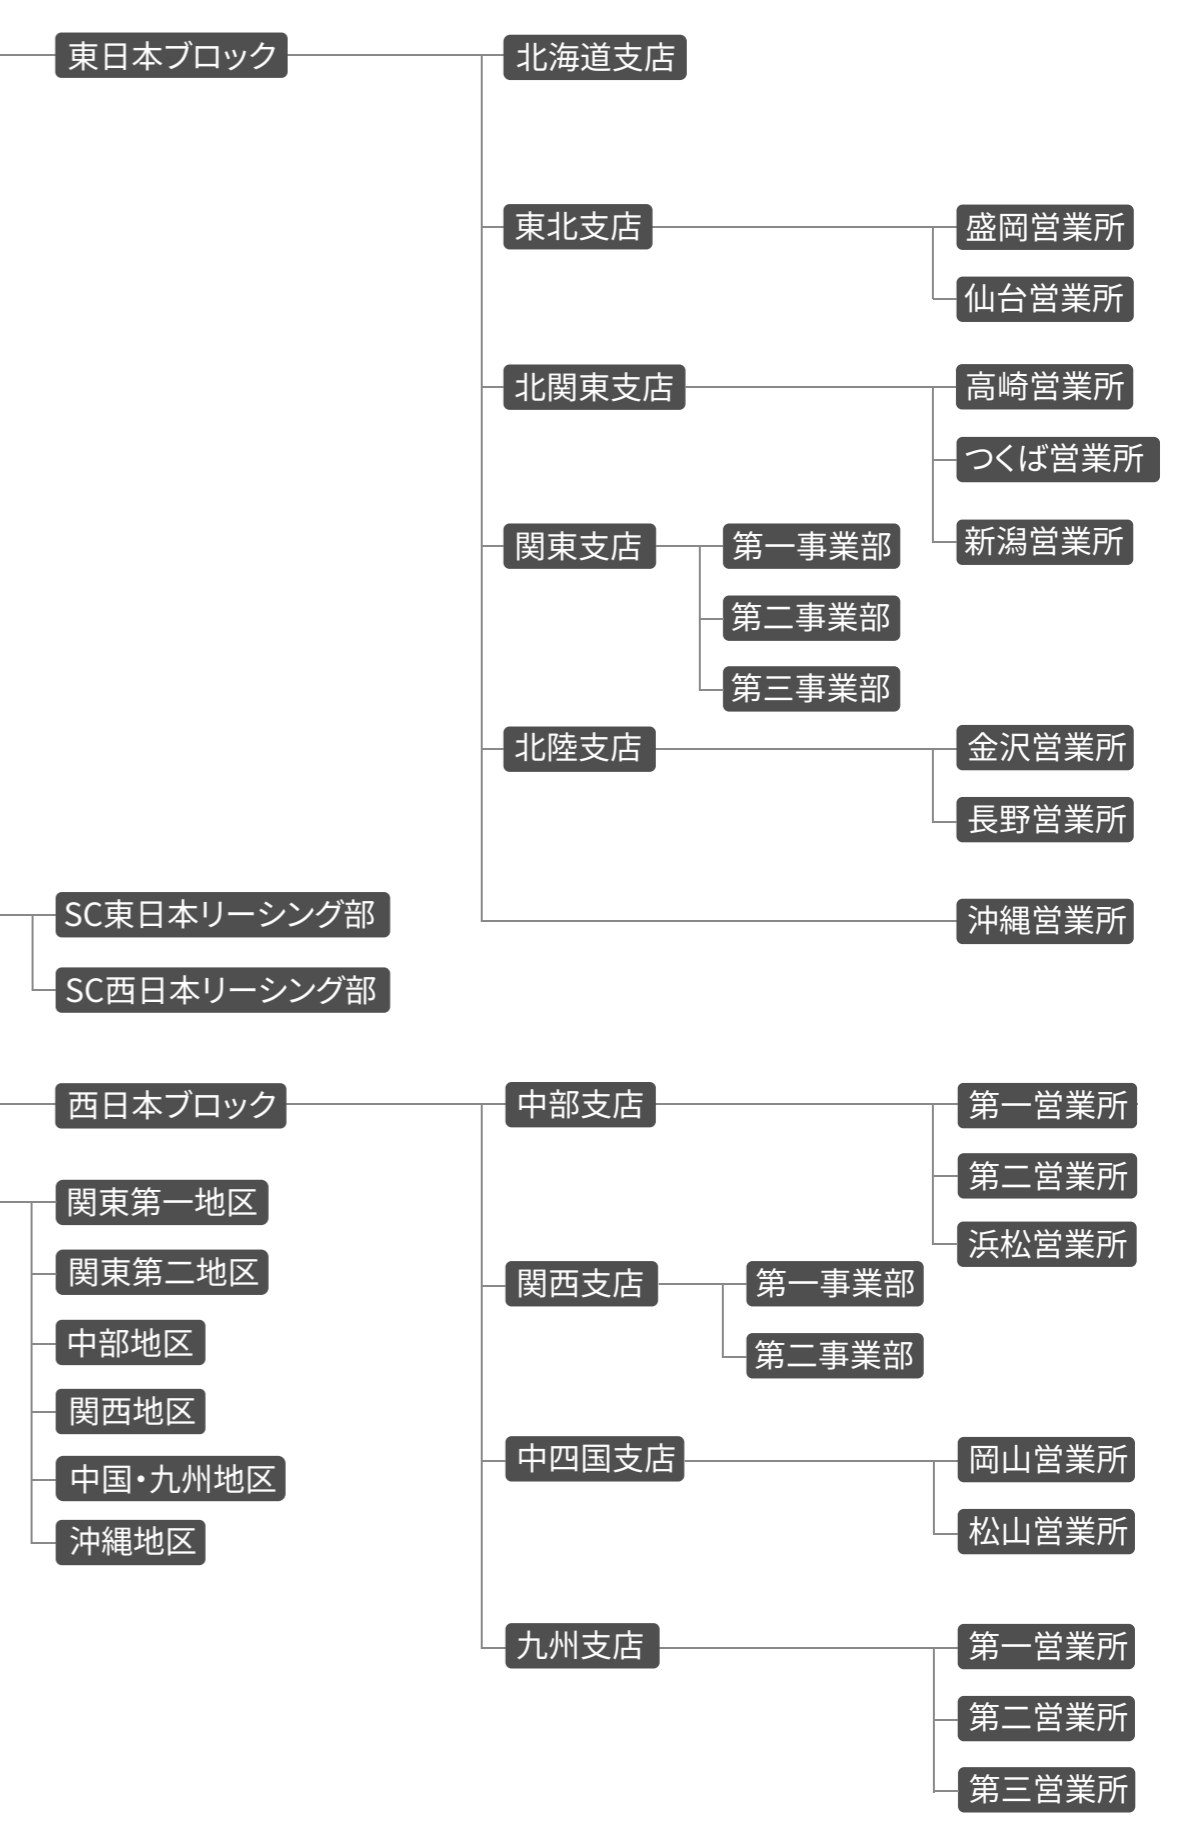 東日本ブロック
北海道支店
東北支店
盛岡営業所
仙台営業所
北関東支店
高崎営業所
つくば営業所
新潟営業所
関東支店
第一事業部
第二事業部
第三事業部
北陸支店
金沢営業所
長野営業所
沖縄営業所
SC東日本リーシング部
SC西日本リーシング部
西日本ブロック
中部支店
第一営業所
第二営業所
浜松営業所
関西支店
第一事業部
第二事業部
中四国支店
岡山営業所
松山営業所
九州支店
第一営業所
第二営業所
第三営業所
関東第一地区
関東第二地区
中部地区
関西地区
中国・九州地区
沖縄地区